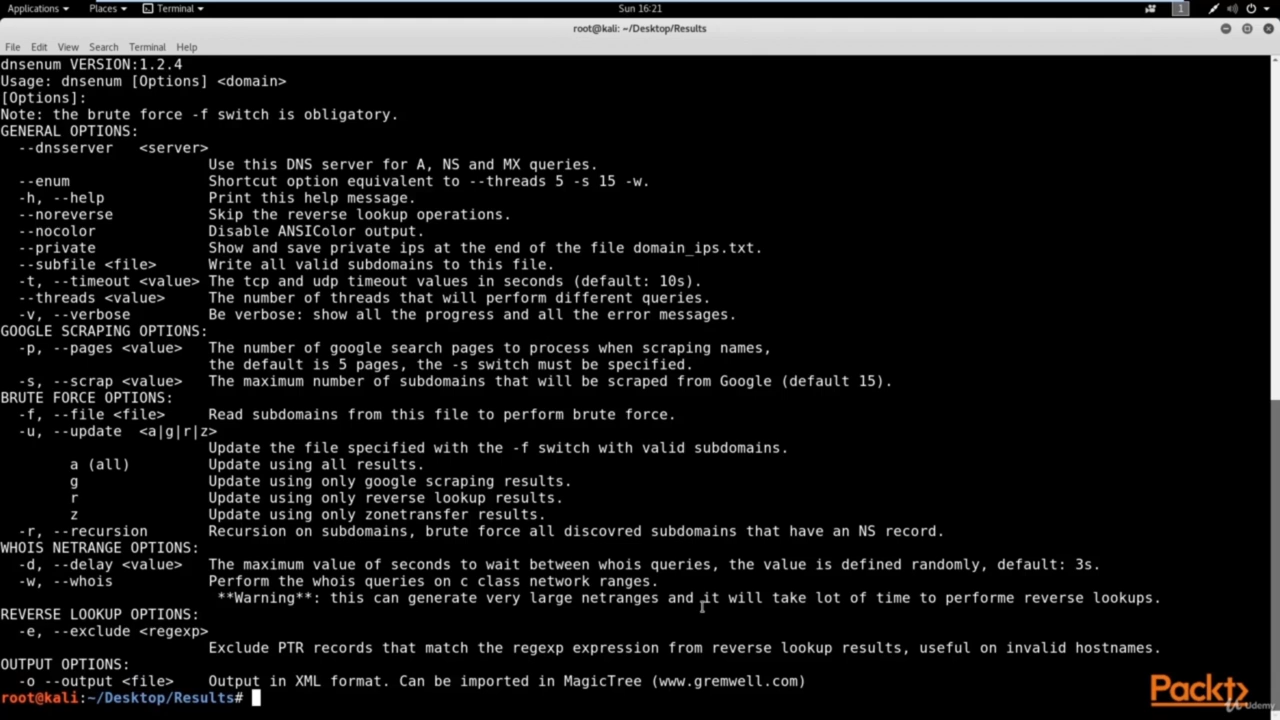 Applications Places Terminal Sun 16:21 1
root@kali: ~/Desktop/Results
File Edit View Search Terminal Help
dnsenum VERSION:1.2.4
Usage: dnsenum [Options] <domain>
[Options]:
Note: the brute force -f switch is obligatory.
GENERAL OPTIONS:
--dnsserver <server>
Use this DNS server for A, NS and MX queries.
--enum Shortcut option equivalent to --threads 5 -s 15 -w.
-h, --help Print this help message.
--noreverse Skip the reverse lookup operations.
--nocolor Disable ANSIColor output.
--private Show and save private ips at the end of the file domain_ips.txt.
--subfile <file> Write all valid subdomains to this file.
-t, --timeout <value> The tcp and udp timeout values in seconds (default: 10s).
--threads <value> The number of threads that will perform different queries.
-v, --verbose Be verbose: show all the progress and all the error messages.
GOOGLE SCRAPING OPTIONS:
-p, --pages <value> The number of google search pages to process when scraping names,
the default is 5 pages, the -s switch must be specified.
-s, --scrap <value> The maximum number of subdomains that will be scraped from Google (default 15).
BRUTE FORCE OPTIONS:
-f, --file <file> Read subdomains from this file to perform brute force.
-u, --update <a|g|r|z>
Update the file specified with the -f switch with valid subdomains.
a (all) Update using all results.
g Update using only google scraping results.
r Update using only reverse lookup results.
z Update using only zonetransfer results.
-r, --recursion Recursion on subdomains, brute force all discovred subdomains that have an NS record.
WHOIS NETRANGE OPTIONS:
-d, --delay <value> The maximum value of seconds to wait between whois queries, the value is defined randomly, default: 3s.
-w, --whois Perform the whois queries on c class network ranges.
**Warning**: this can generate very large netranges and it will take lot of time to performe reverse lookups.
REVERSE LOOKUP OPTIONS:
-e, --exclude <regexp>
Exclude PTR records that match the regexp expression from reverse lookup results, useful on invalid hostnames.
OUTPUT OPTIONS:
-o --output <file> Output in XML format. Can be imported in MagicTree (www.gremwell.com)
root@kali:~/Desktop/Results#
Packt>
Udemy